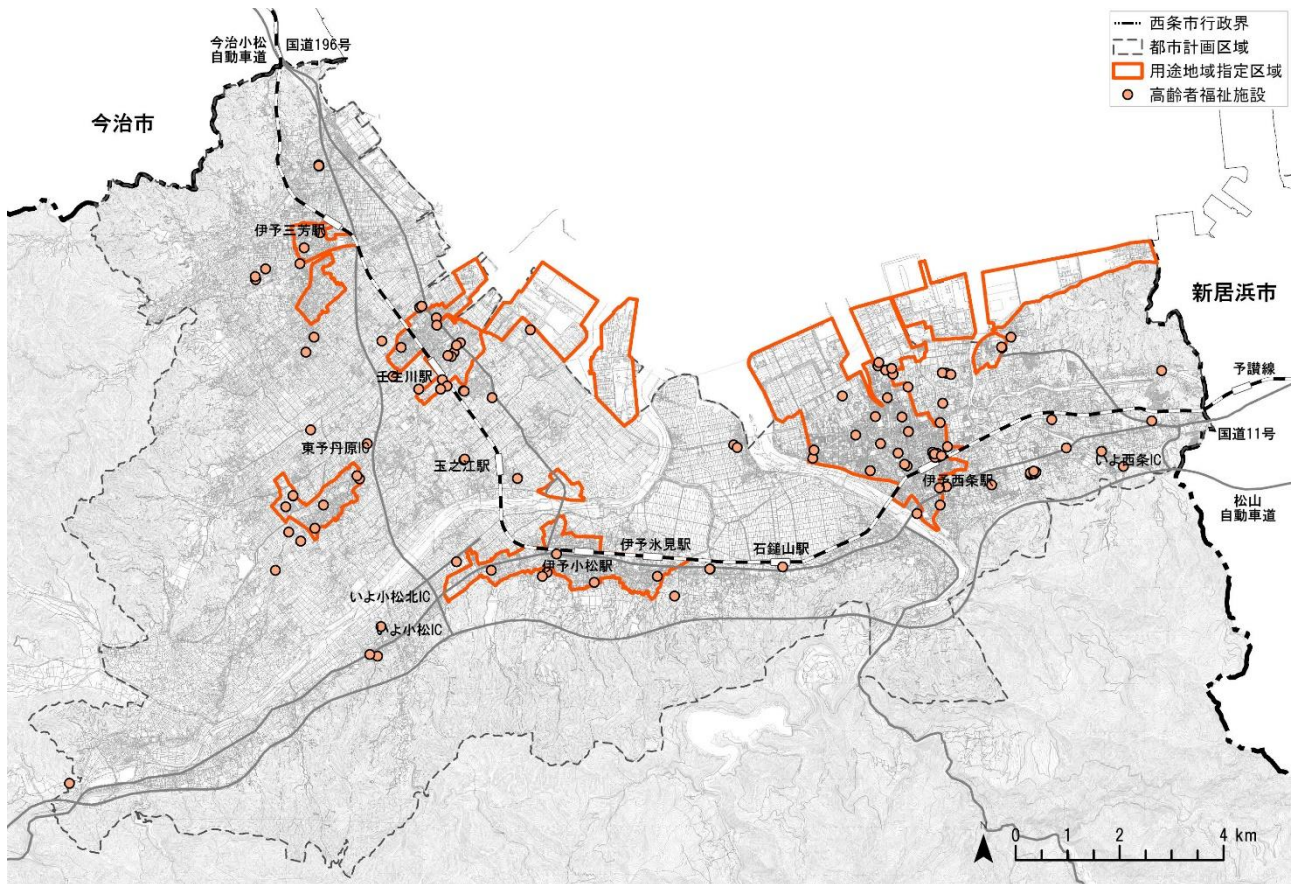 西条市行政界
都市計画区域
用途地域指定区域
高齢者福祉施設
今治小松
自動車道
国道196号
今治市
伊予三芳駅
新居浜市
壬生川駅
予讃線
国道11号
東予丹原IC
玉之江駅
いよ西条IC
伊予西条駅
松山
自動車道
伊予氷見駅
石鎚山駅
伊予小松駅
いよ小松北IC
いよ小松IC
0 1 2 4 km